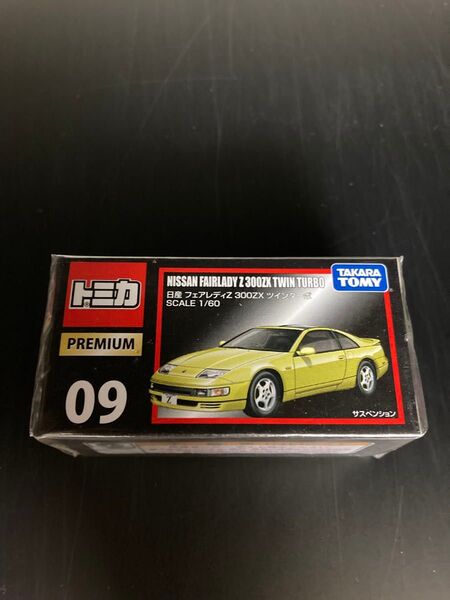 トミカ
PREMIUM
09
NISSAN FAIRLADY Z 300ZX TWIN TURBO
日産 フェアレディZ 300ZX ツインターボ
SCALE 1/60
TAKARA
TOMY
Z
サスペンション